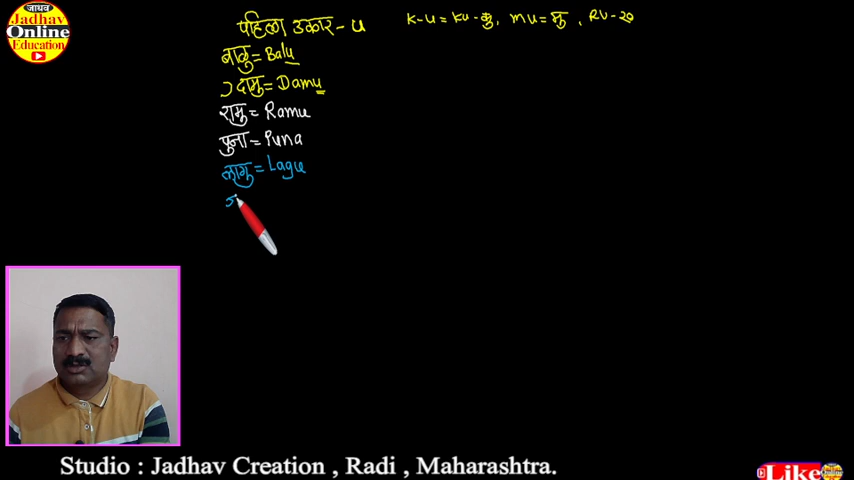 जाधव
Jadhav
Online
Education
पहिला उकार - u
K-U = KU - कु, mu = मु, RU - रु
बाळु = Balu
दामु = Damu
रामु = Ramu
पुना = Puna
लागु = Lagu
Studio : Jadhav Creation , Radi , Maharashtra.
Like